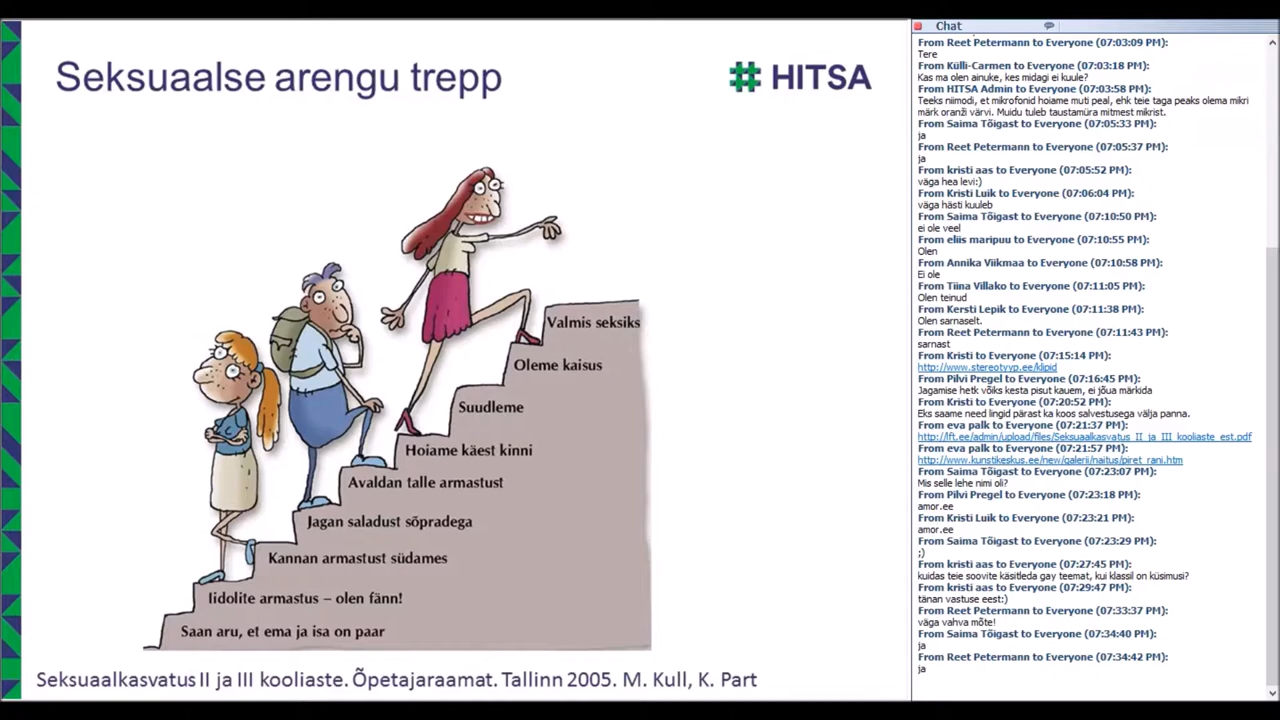 Seksuaalse arengu trepp
HITSA
Valmis seksiks
Oleme kaisus
Suudleme
Hoiame käest kinni
Avaldan talle armastust
Jagan saladust sõpradega
Kannan armastust südames
Iidolite armastus – olen fänn!
Saan aru, et ema ja isa on paar
Seksuaalkasvatus II ja III kooliaste. Õpetajaraamat. Tallinn 2005. M. Kull, K. Part
Chat
From Reet Petermann to Everyone (07:03:09 PM):
Tere
From Külli-Carmen to Everyone (07:03:18 PM):
Kas ma olen ainuke, kes midagi ei kuule?
From HITSA Admin to Everyone (07:03:58 PM):
Teeks niimodi, et mikrofonid hoiame muti peal, ehk teie taga peaks olema mikri
märk oranži värvi. Muidu tuleb taustamüra mitmest mikrist.
From Saima Tõigast to Everyone (07:05:33 PM):
ja
From Reet Petermann to Everyone (07:05:37 PM):
ja
From kristi aas to Everyone (07:05:52 PM):
väga hea levi:)
From Kristi Luik to Everyone (07:06:04 PM):
väga hästi kuuleb
From Saima Tõigast to Everyone (07:10:50 PM):
ei ole veel
From eliis maripuu to Everyone (07:10:55 PM):
Olen
From Annika Viikmaa to Everyone (07:10:58 PM):
Ei ole
From Tiina Villako to Everyone (07:11:05 PM):
Olen teinud
From Kersti Lepik to Everyone (07:11:38 PM):
Olen sarnaselt.
From Reet Petermann to Everyone (07:11:43 PM):
sarnast
From Kristi to Everyone (07:15:14 PM):
http://www.stereotyyp.ee/klipid
From Pilvi Pregel to Everyone (07:16:45 PM):
Jagamise hetk võiks kesta pisut kauem, ei jõua märkida
From Kristi to Everyone (07:20:52 PM):
Eks saame need lingid pärast ka koos salvestusega välja panna.
From eva palk to Everyone (07:21:37 PM):
http://lft.ee/admin/upload/files/Seksuaalkasvatus_II_ja_III_kooliaste_est.pdf
From eva palk to Everyone (07:21:57 PM):
http://www.kunstikeskus.ee/new/galerii/naitus/piret_rani.htm
From Saima Tõigast to Everyone (07:23:07 PM):
Mis selle lehe nimi oli?
From Pilvi Pregel to Everyone (07:23:18 PM):
amor.ee
From Kristi Luik to Everyone (07:23:21 PM):
amor.ee
From Saima Tõigast to Everyone (07:23:29 PM):
;)
From kristi aas to Everyone (07:27:45 PM):
kuidas teie soovite käsitleda gay teemat, kui klassil on küsimusi?
From kristi aas to Everyone (07:29:47 PM):
tänan vastuse eest:)
From Reet Petermann to Everyone (07:33:37 PM):
väga vahva mõte!
From Saima Tõigast to Everyone (07:34:40 PM):
ja
From Reet Petermann to Everyone (07:34:42 PM):
ja